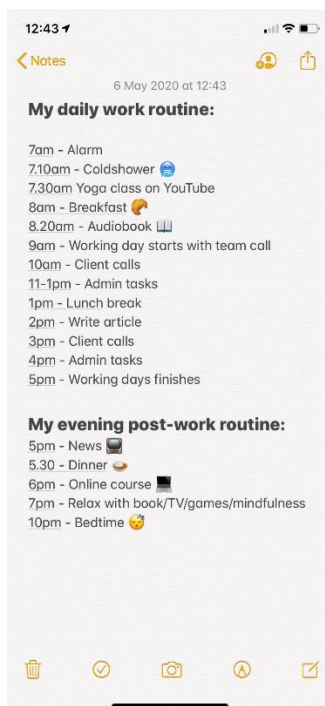 12:43
Notes
6 May 2020 at 12:43
My daily work routine:
7am - Alarm
7.10am - Coldshower 🥶
7.30am Yoga class on YouTube
8am - Breakfast 🥐
8.20am - Audiobook 📖
9am - Working day starts with team call
10am - Client calls
11-1pm - Admin tasks
1pm - Lunch break
2pm - Write article
3pm - Client calls
4pm - Admin tasks
5pm - Working days finishes
My evening post-work routine:
5pm - News 📺
5.30 - Dinner 🍛
6pm - Online course 💻
7pm - Relax with book/TV/games/mindfulness
10pm - Bedtime 😴